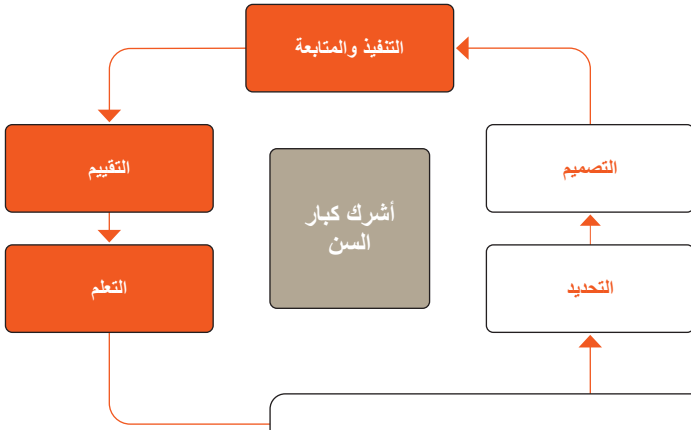 التنفيذ والمتابعة
التصميم
التقييم
أشرك كبار
السن
التحديد
التعلم